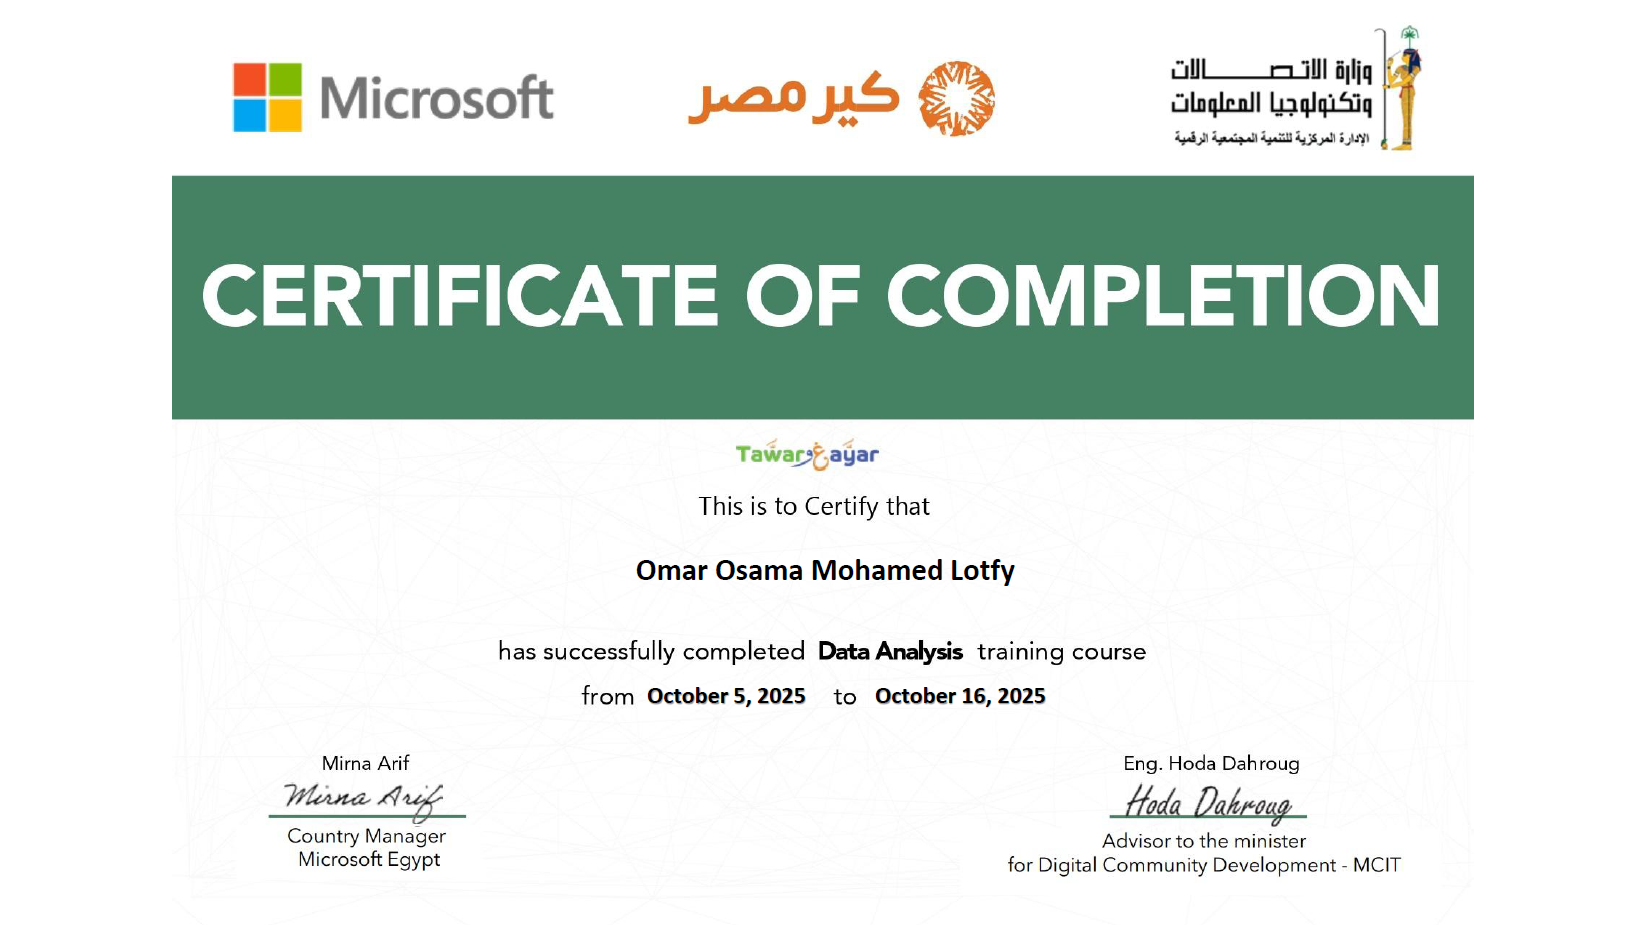 Microsoft
كير مصر
وزارة الاتصالات
وتكنولوجيا المعلومات
الإدارة المركزية للتنمية المجتمعية الرقمية
CERTIFICATE OF COMPLETION
Tawar وغ ayar
This is to Certify that
Omar Osama Mohamed Lotfy
has successfully completed Data Analysis training course
from October 5, 2025 to October 16, 2025
Mirna Arif
Mirna Arif
Country Manager
Microsoft Egypt
Eng. Hoda Dahroug
Hoda Dahroug
Advisor to the minister
for Digital Community Development - MCIT